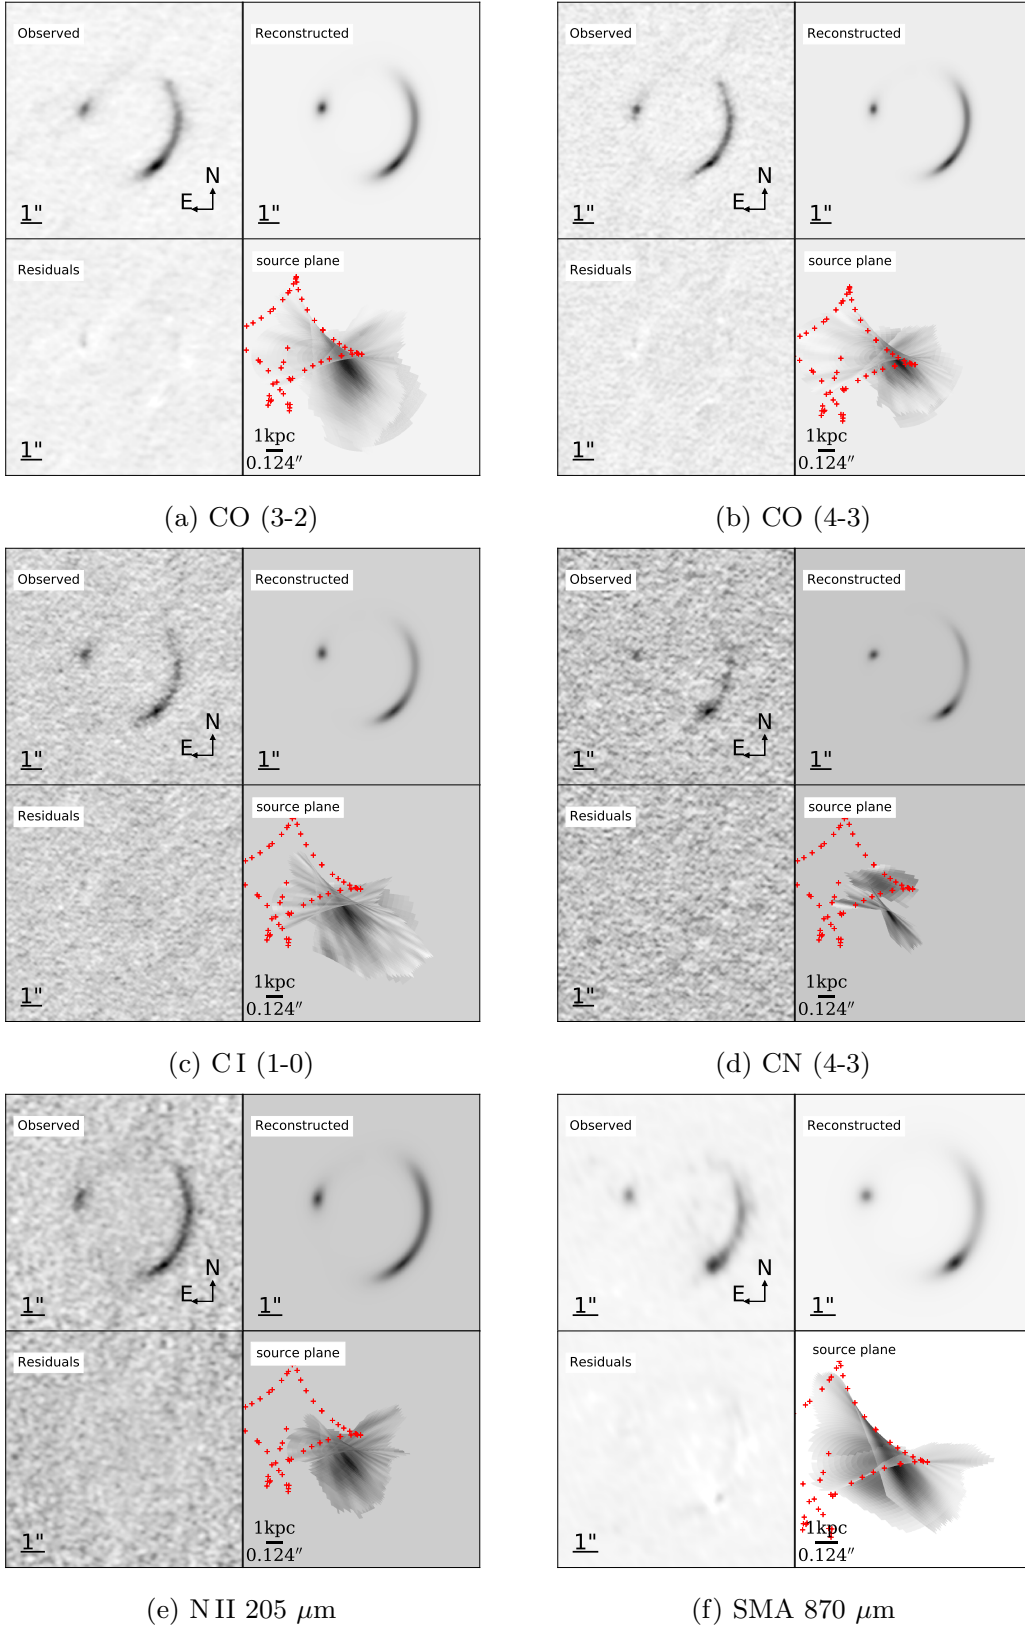 Observed
Reconstructed
N
E
1"
1"
Residuals
source plane
1"
1kpc
0.124″
(a) CO (3-2)
Observed
Reconstructed
N
E
1"
1"
Residuals
source plane
1"
1kpc
0.124″
(b) CO (4-3)
Observed
Reconstructed
N
E
1"
1"
Residuals
source plane
1"
1kpc
0.124″
(c) C I (1-0)
Observed
Reconstructed
N
E
1"
1"
Residuals
source plane
1"
1kpc
0.124″
(d) CN (4-3)
Observed
Reconstructed
N
E
1"
1"
Residuals
source plane
1"
1kpc
0.124″
(e) N II 205 μm
Observed
Reconstructed
N
E
1"
1"
Residuals
source plane
1"
1kpc
0.124″
(f) SMA 870 μm